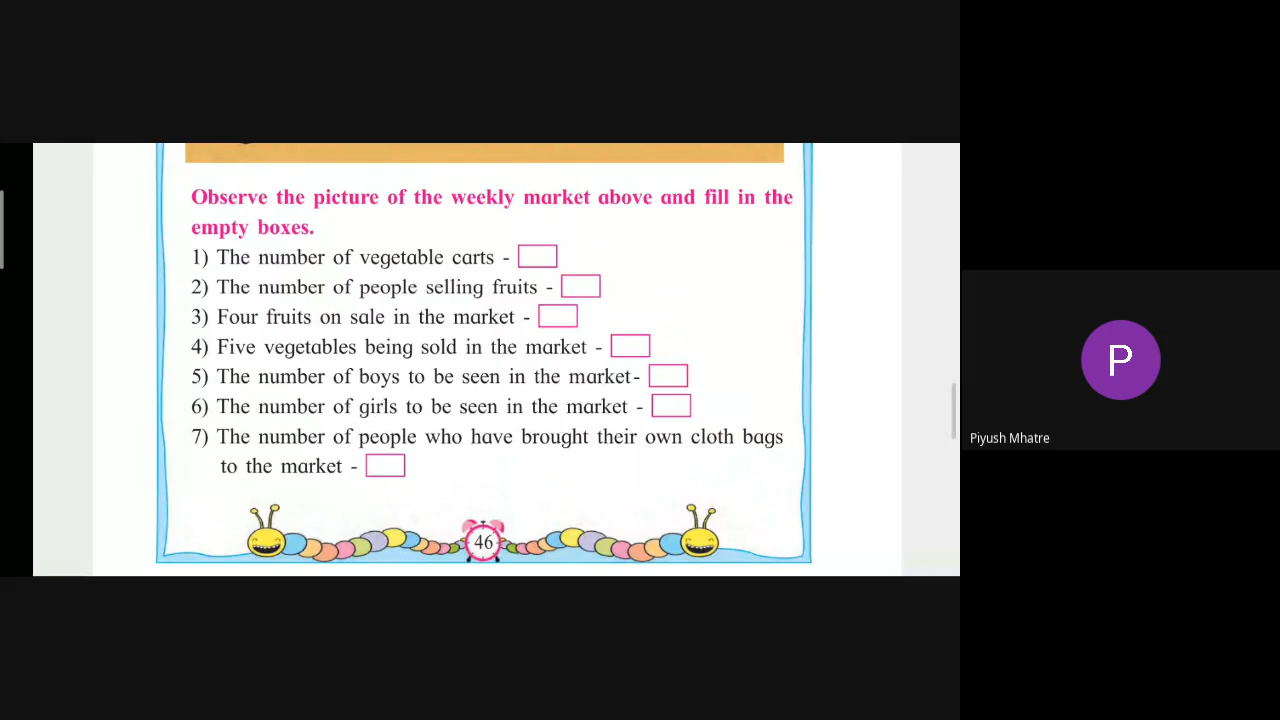 Observe the picture of the weekly market above and fill in the
empty boxes.
1) The number of vegetable carts -
2) The number of people selling fruits -
3) Four fruits on sale in the market -
4) Five vegetables being sold in the market -
5) The number of boys to be seen in the market-
6) The number of girls to be seen in the market -
7) The number of people who have brought their own cloth bags
to the market -
46
P
Piyush Mhatre